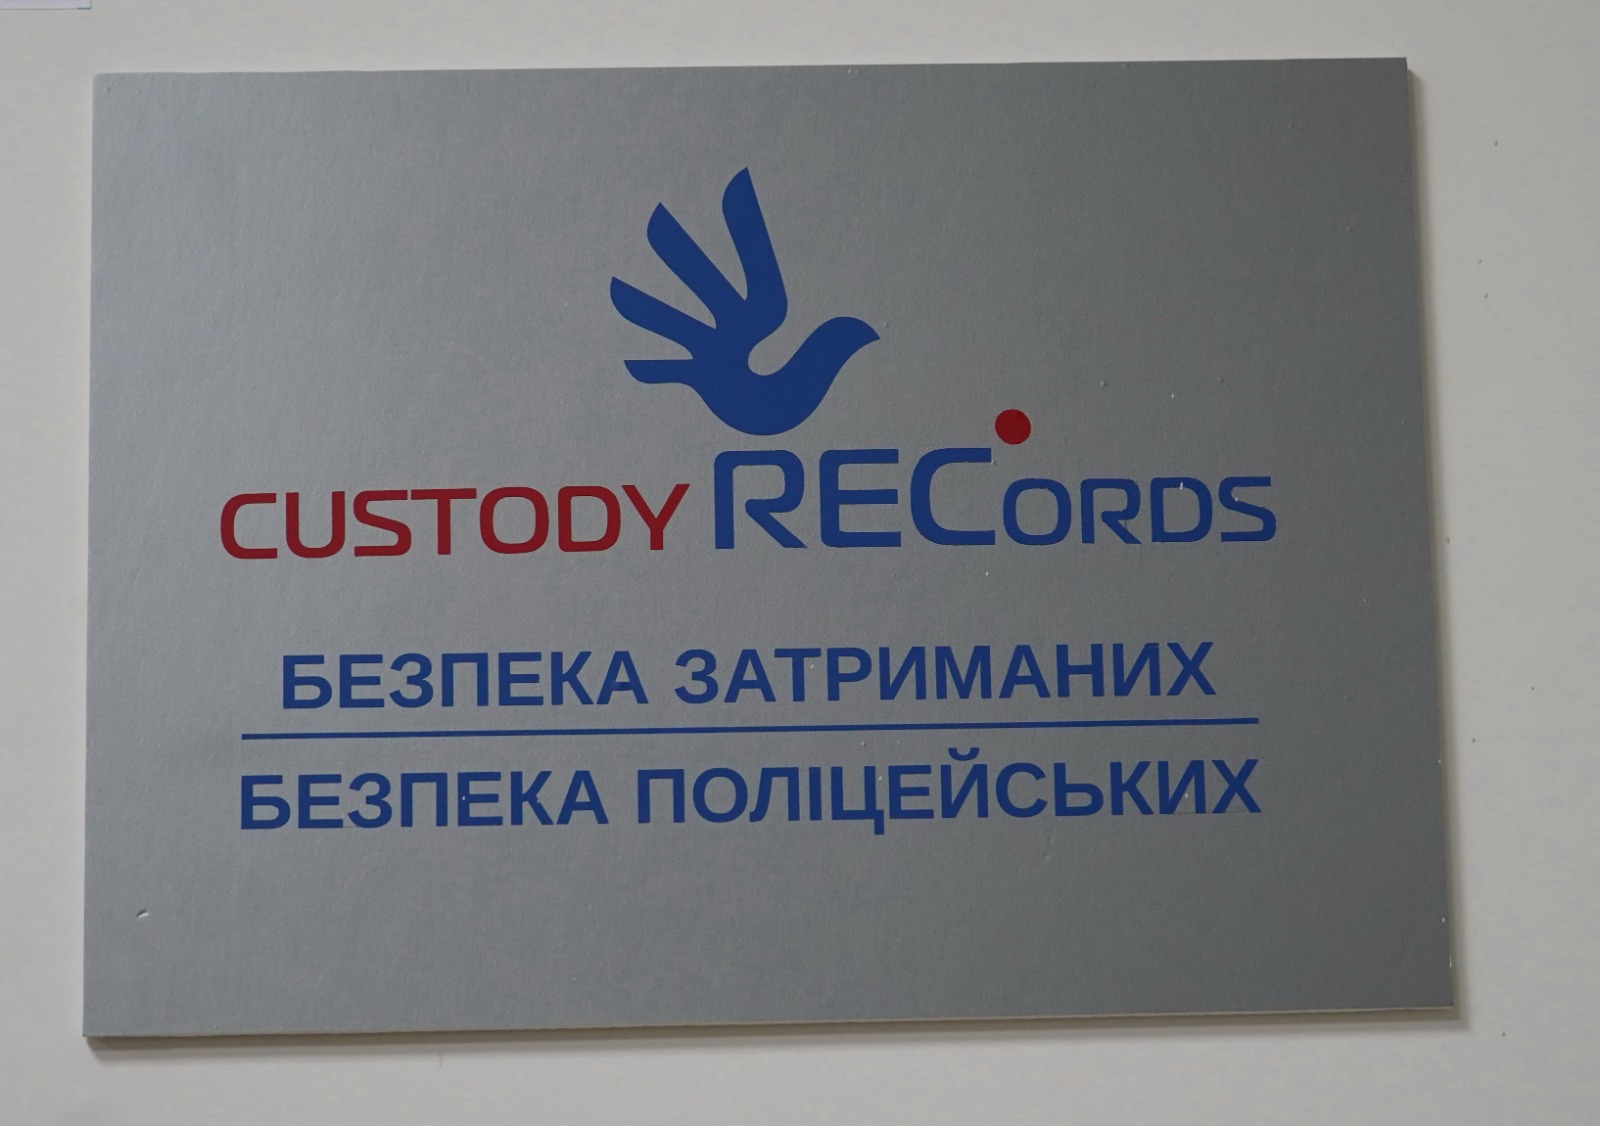 CUSTODY RECORDS
БЕЗПЕКА ЗАТРИМАНИХ
БЕЗПЕКА ПОЛІЦЕЙСЬКИХ